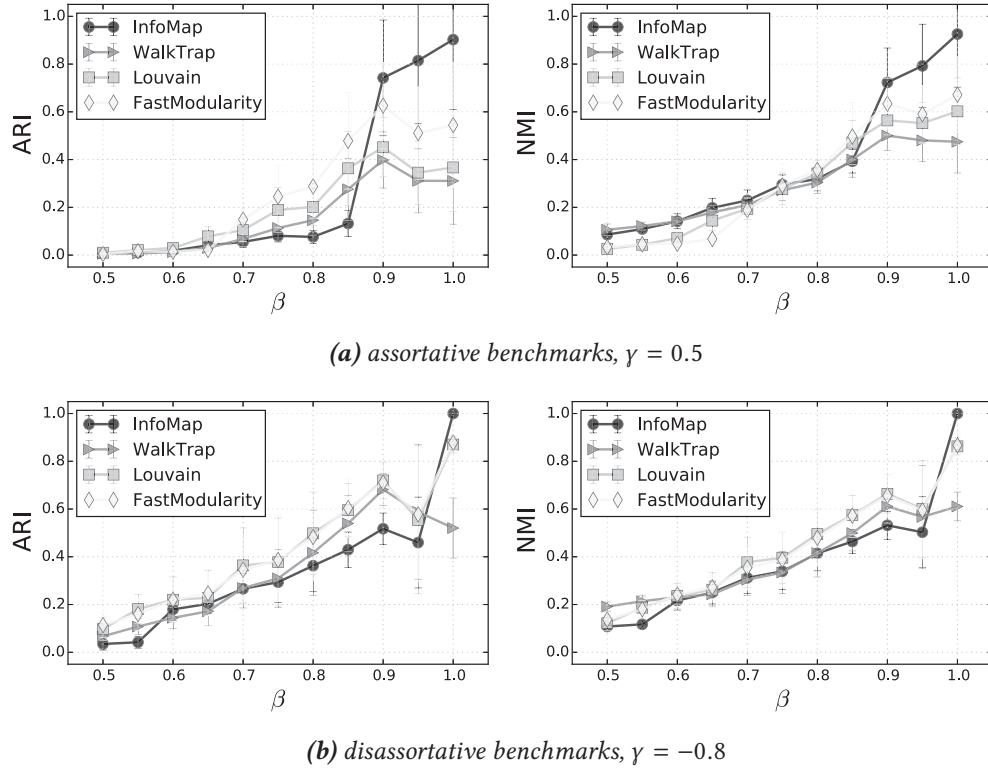 1.0
0.8
0.6
0.4
0.2
0.0
ARI
InfoMap
WalkTrap
Louvain
FastModularity
0.5 0.6 0.7 0.8 0.9 1.0
β
1.0
0.8
0.6
0.4
0.2
0.0
NMI
InfoMap
WalkTrap
Louvain
FastModularity
0.5 0.6 0.7 0.8 0.9 1.0
β
(a) assortative benchmarks, γ = 0.5
1.0
0.8
0.6
0.4
0.2
0.0
ARI
InfoMap
WalkTrap
Louvain
FastModularity
0.5 0.6 0.7 0.8 0.9 1.0
β
1.0
0.8
0.6
0.4
0.2
0.0
NMI
InfoMap
WalkTrap
Louvain
FastModularity
0.5 0.6 0.7 0.8 0.9 1.0
β
(b) disassortative benchmarks, γ = −0.8